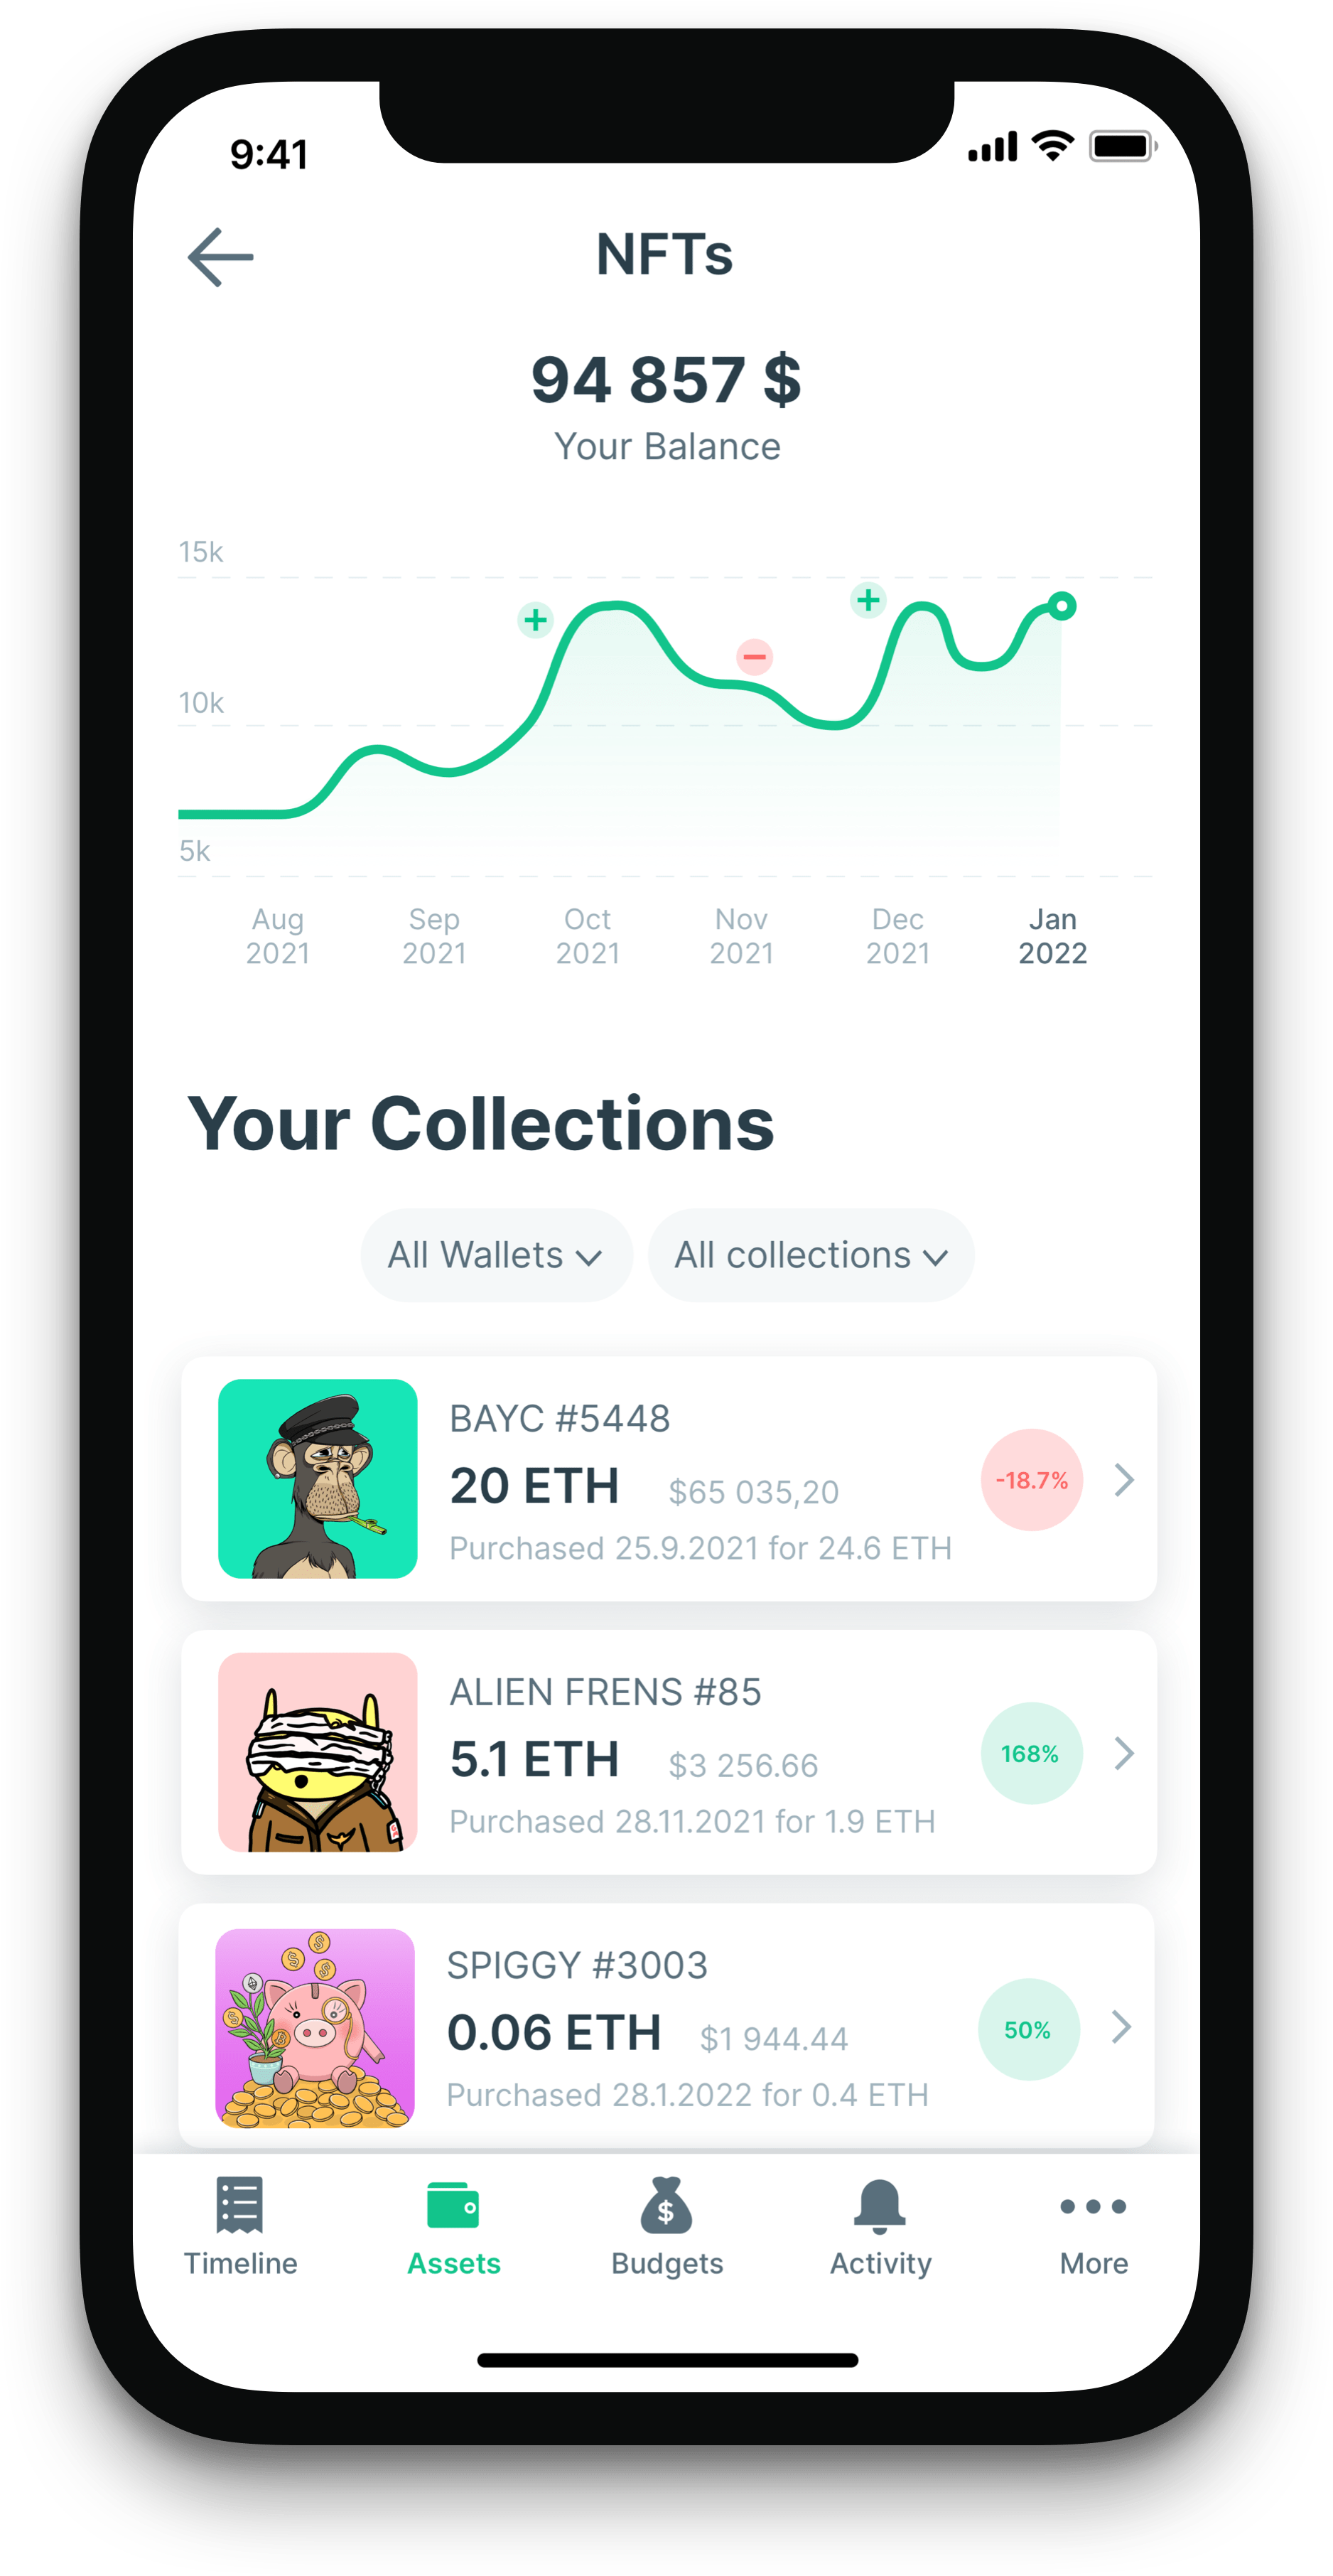 9:41
NFTs
94 857 $
Your Balance
15k
10k
5k
Aug Sep Oct Nov Dec Jan
2021 2021 2021 2021 2021 2022
Your Collections
All Wallets All collections
BAYC #5448
20 ETH $65 035,20
-18.7%
Purchased 25.9.2021 for 24.6 ETH
ALIEN FRENS #85
5.1 ETH $3 256.66
168%
Purchased 28.11.2021 for 1.9 ETH
SPIGGY #3003
0.06 ETH $1 944.44
50%
Purchased 28.1.2022 for 0.4 ETH
Timeline Assets Budgets Activity More